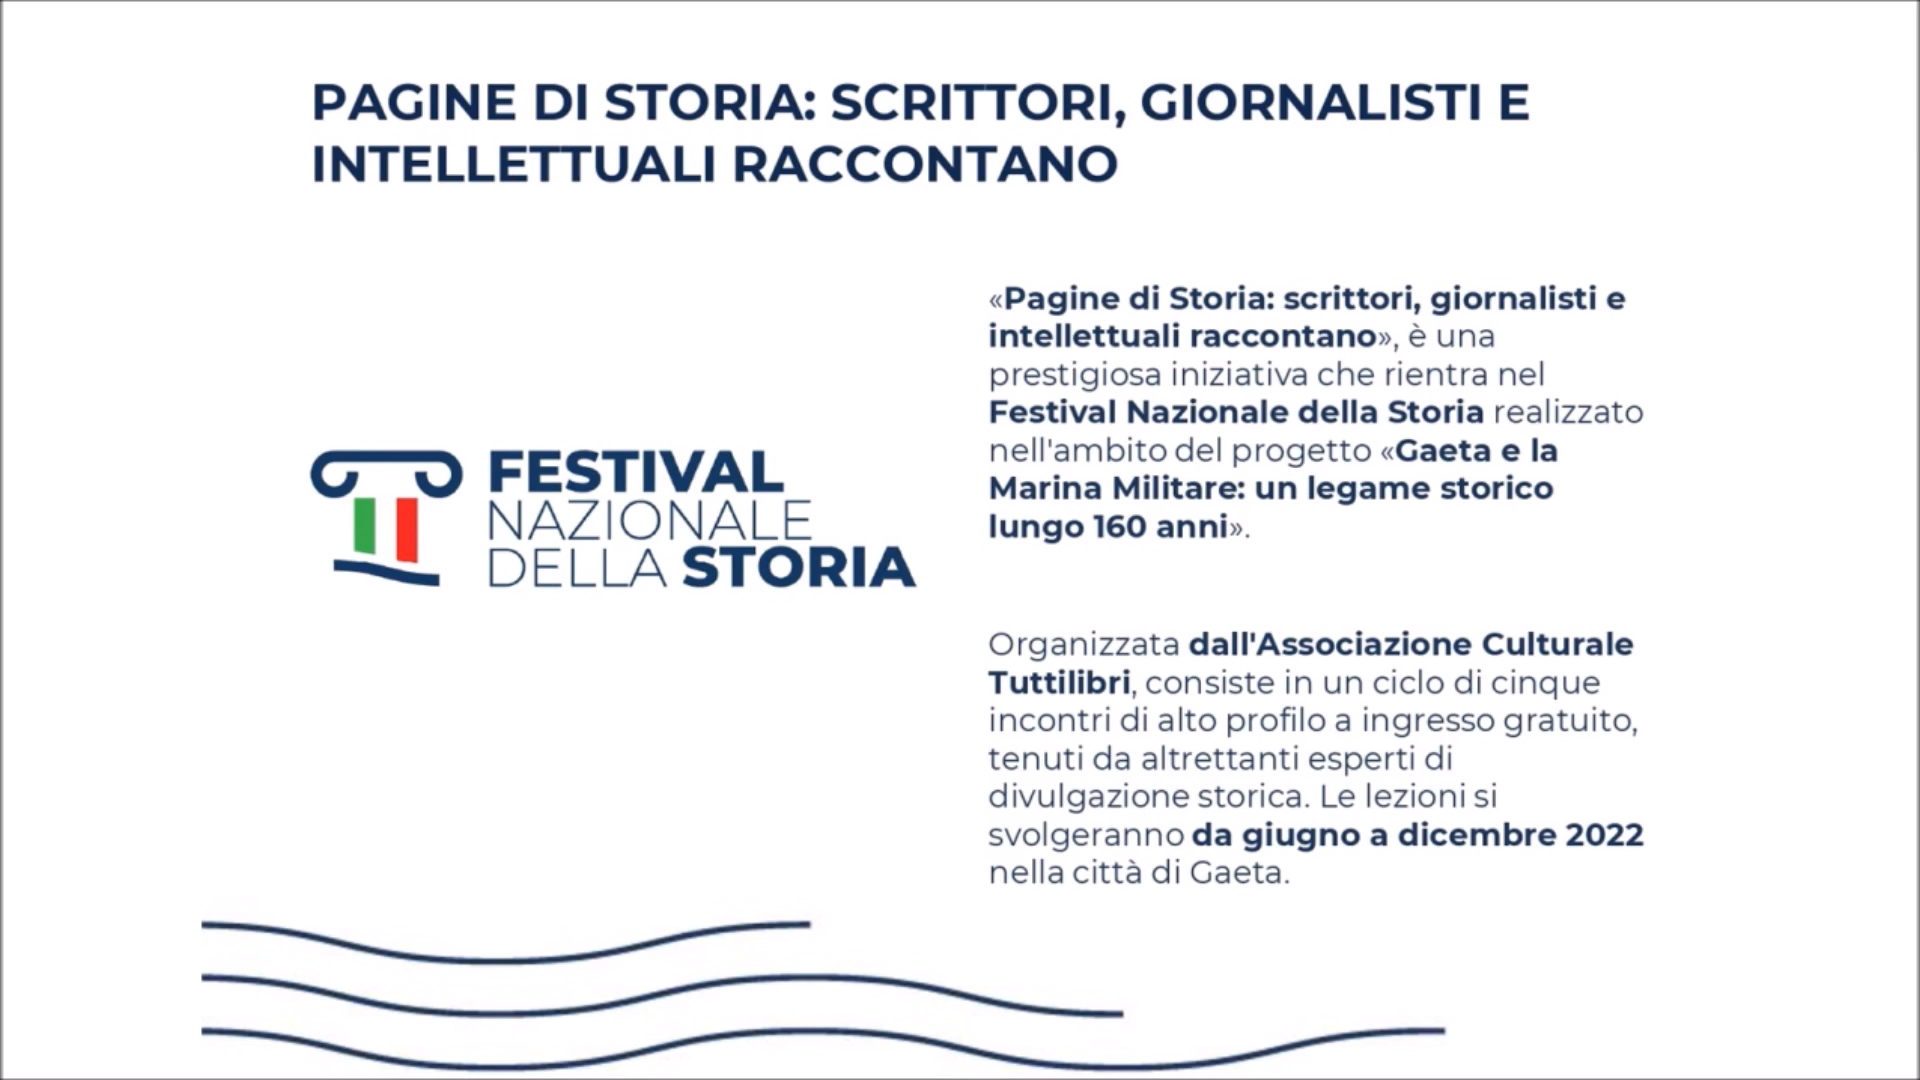 PAGINE DI STORIA: SCRITTORI, GIORNALISTI E
INTELLETTUALI RACCONTANO
FESTIVAL
NAZIONALE
DELLA STORIA
«Pagine di Storia: scrittori, giornalisti e
intellettuali raccontano», è una
prestigiosa iniziativa che rientra nel
Festival Nazionale della Storia realizzato
nell'ambito del progetto «Gaeta e la
Marina Militare: un legame storico
lungo 160 anni».
Organizzata dall'Associazione Culturale
Tuttilibri, consiste in un ciclo di cinque
incontri di alto profilo a ingresso gratuito,
tenuti da altrettanti esperti di
divulgazione storica. Le lezioni si
svolgeranno da giugno a dicembre 2022
nella città di Gaeta.